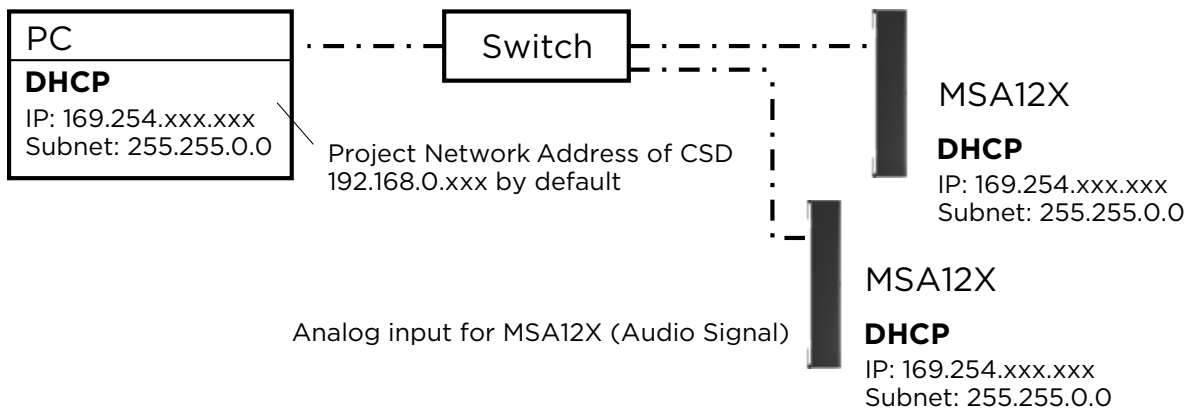 PC
DHCP
IP: 169.254.xxx.xxx
Subnet: 255.255.0.0
Switch
Project Network Address of CSD
192.168.0.xxx by default
MSA12X
DHCP
IP: 169.254.xxx.xxx
Subnet: 255.255.0.0
Analog input for MSA12X (Audio Signal)
MSA12X
DHCP
IP: 169.254.xxx.xxx
Subnet: 255.255.0.0